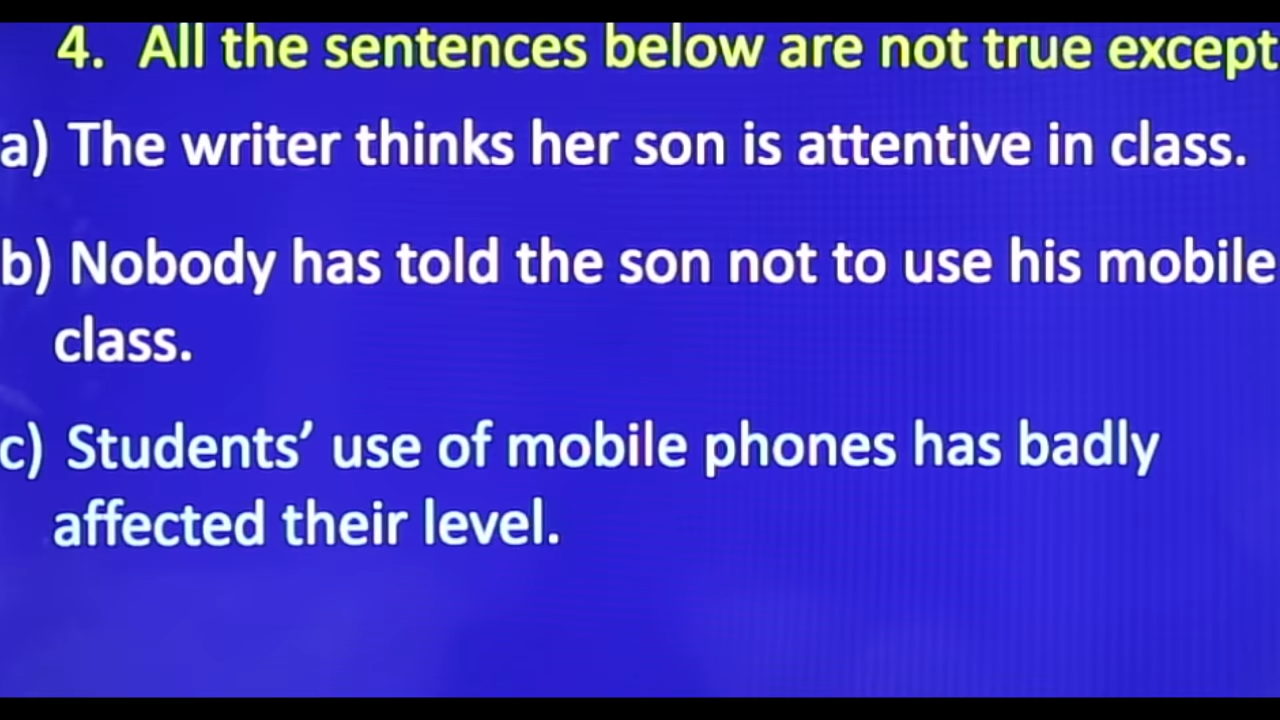 4. All the sentences below are not true except
a) The writer thinks her son is attentive in class.
b) Nobody has told the son not to use his mobile
class.
c) Students’ use of mobile phones has badly
affected their level.